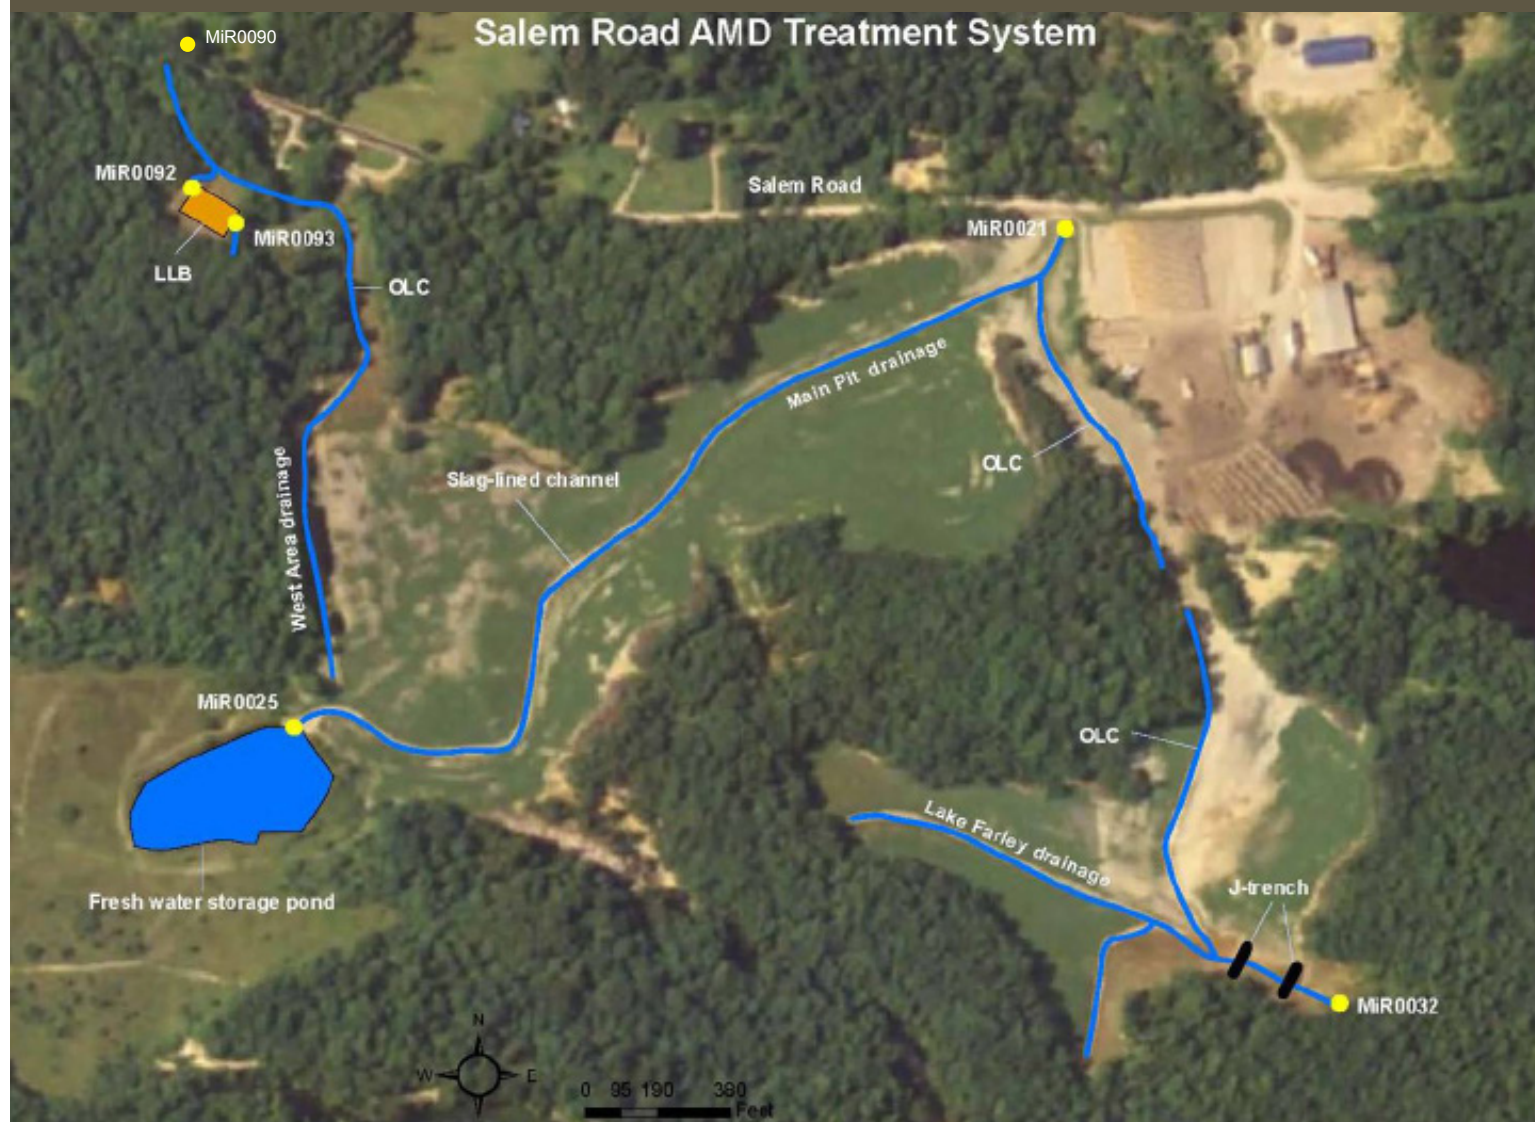 Salem Road AMD Treatment System
MiR0090
MiR0092
Salem Road
MiR0021
MiR0093
LLB
OLC
Main Pit drainage
OLC
Slag-lined channel
West Area drainage
MiR0025
OLC
Lake Farley drainage
J-trench
Fresh water storage pond
MiR0032
N
W E
0 95 190 380
Feet